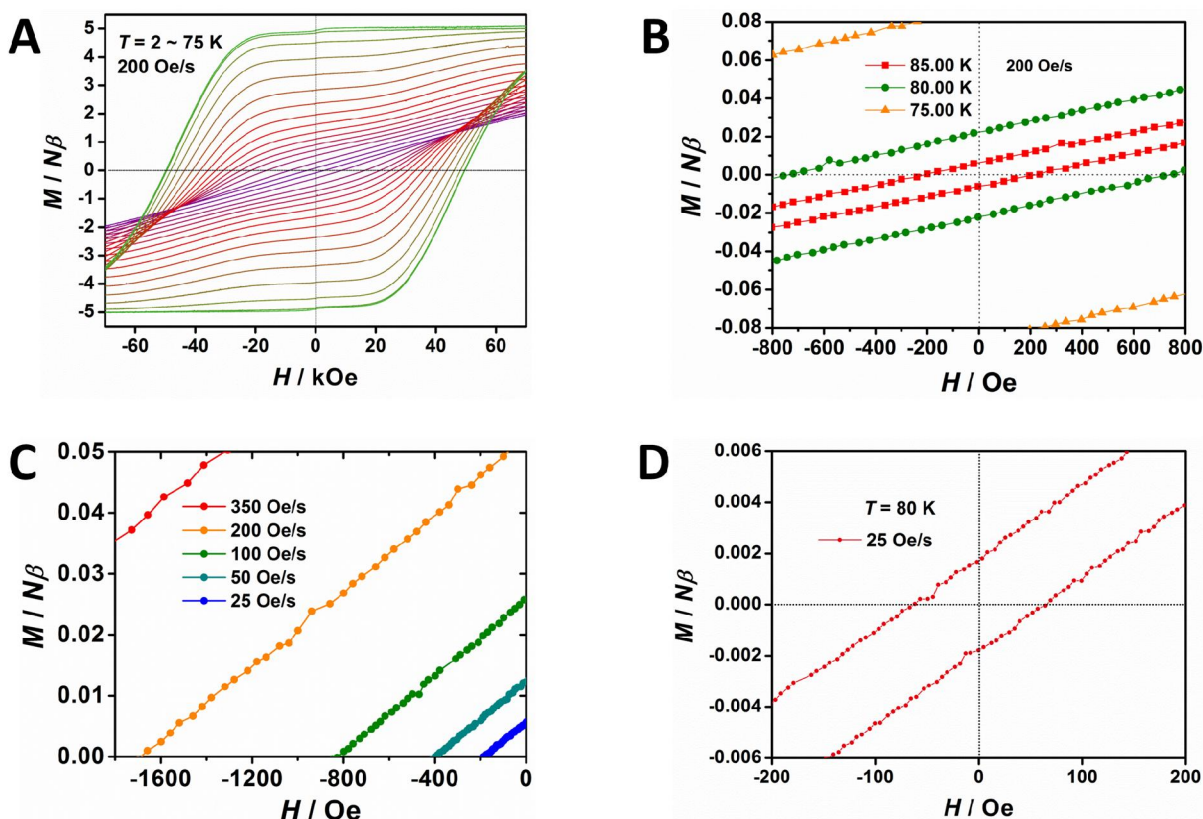 A
T = 2 ~ 75 K
200 Oe/s
M / Nβ
5
4
3
2
1
0
-1
-2
-3
-4
-5
-60 -40 -20 0 20 40 60
H / kOe
B
85.00 K
80.00 K
75.00 K
200 Oe/s
M / Nβ
0.08
0.06
0.04
0.02
0.00
-0.02
-0.04
-0.06
-0.08
-800 -600 -400 -200 0 200 400 600 800
H / Oe
C
350 Oe/s
200 Oe/s
100 Oe/s
50 Oe/s
25 Oe/s
M / Nβ
0.05
0.04
0.03
0.02
0.01
0.00
-1600 -1200 -800 -400 0
H / Oe
D
T = 80 K
25 Oe/s
M / Nβ
0.006
0.004
0.002
0.000
-0.002
-0.004
-0.006
-200 -100 0 100 200
H / Oe